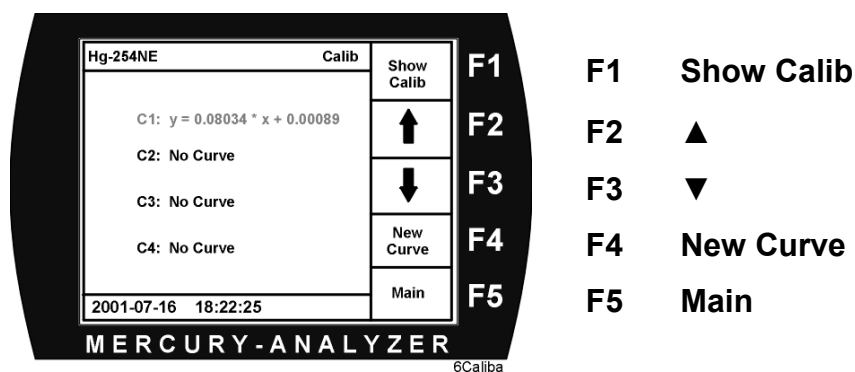 Hg-254NE Calib
Show
Calib
F1
C1: y = 0.08034 * x + 0.00089
F2
C2: No Curve
C3: No Curve
F3
C4: No Curve
New
Curve
F4
Main
F5
2001-07-16 18:22:25
MERCURY-ANALYZER
6Caliba
F1 Show Calib
F2 ▲
F3 ▼
F4 New Curve
F5 Main